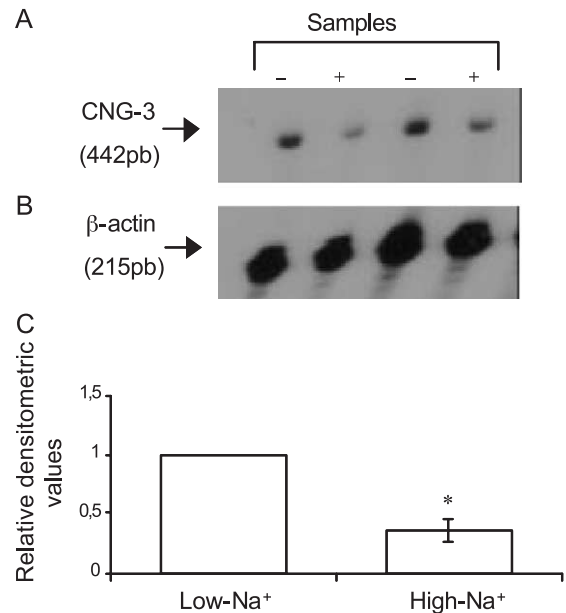 A
Samples
– + – +
CNG-3
(442pb)
B
β-actin
(215pb)
C
Relative densitometric
values
1,5
1
0,5
0
*
Low-Na⁺
High-Na⁺